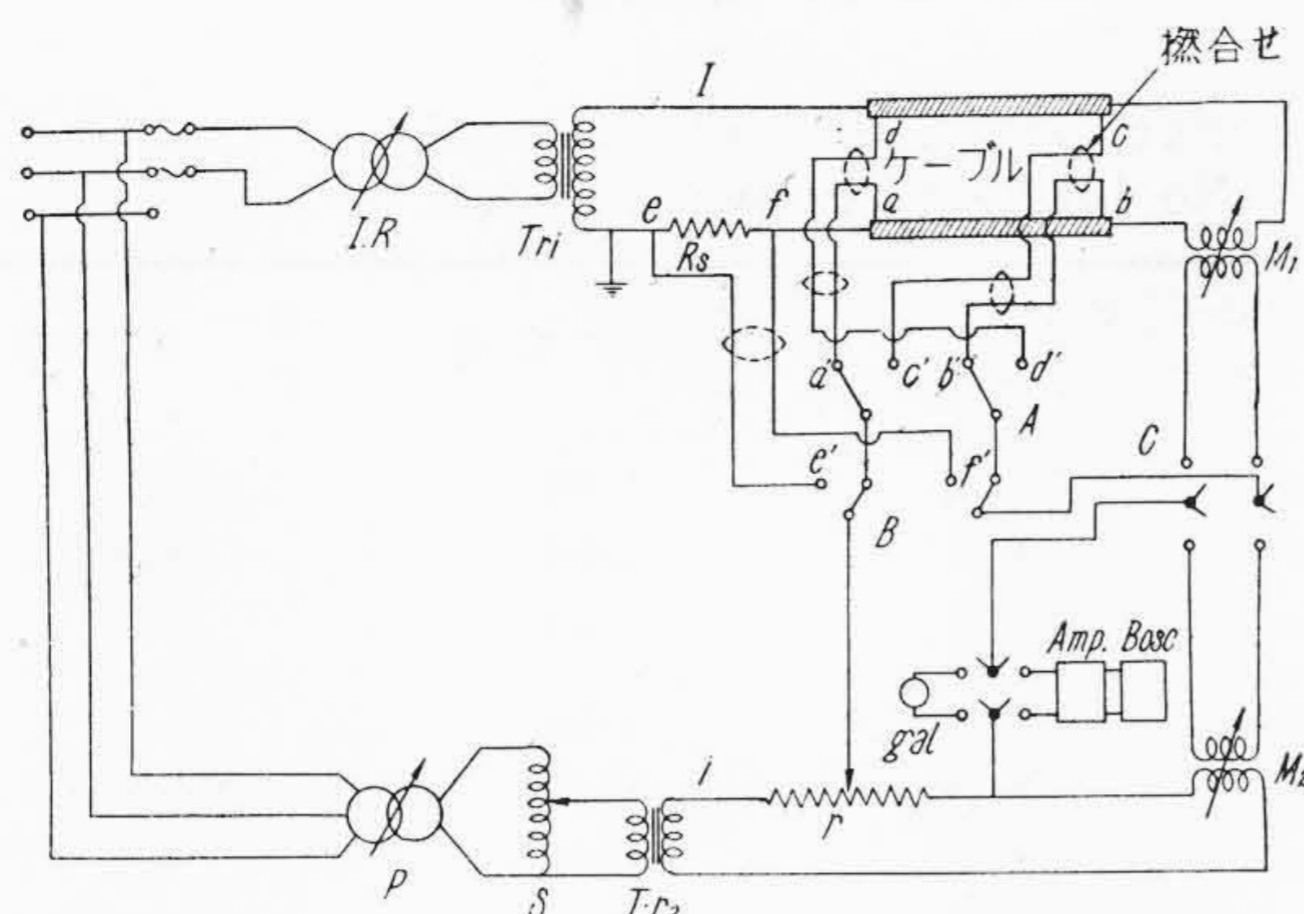 撚合せ
I
d
c
ケーブル
a
b
e
f
I.R
Tri
Rs
M₁
a'
c'
b'
d'
A
C
e'
f'
B
Amp. Bosc
gal
M₂
i
r
P
S
Tr₂